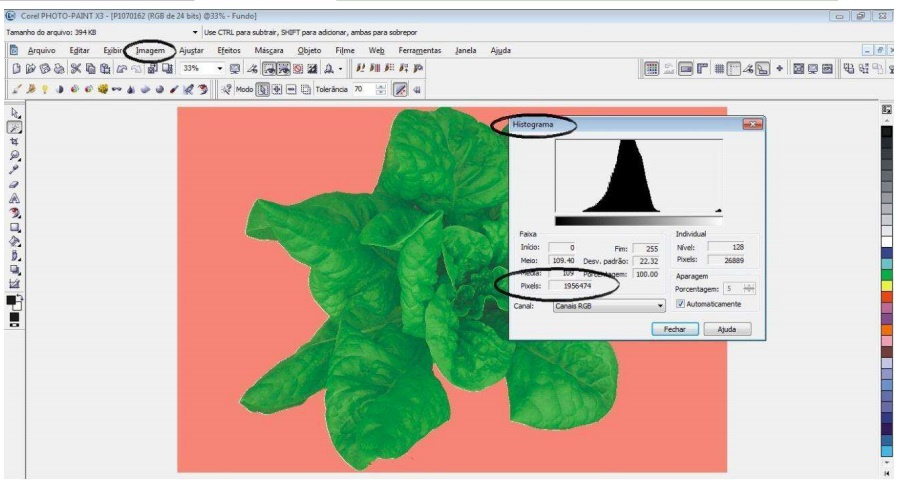 Corel PHOTO-PAINT X3 - [P1070162 (RGB de 24 bits) @33% - Fundo]
Tamanho do arquivo: 394 KB Use CTRL para subtrair, SHIFT para adicionar, ambas para sobrepor
Arquivo Editar Exibir Imagem Ajustar Efeitos Máscara Objeto Filme Web Ferramentas Janela Ajuda
33%
Modo Tolerância 70
Histograma
Faixa Individual
Início: 0 Fim: 255 Nível: 128
Meio: 109.40 Desv. padrão: 22.32 Pixels: 26889
Média: 109 Porcentagem: 100.00 Aparagem
Pixels: 1956474 Porcentagem: 5
Canal: Canais RGB Automaticamente
Fechar Ajuda